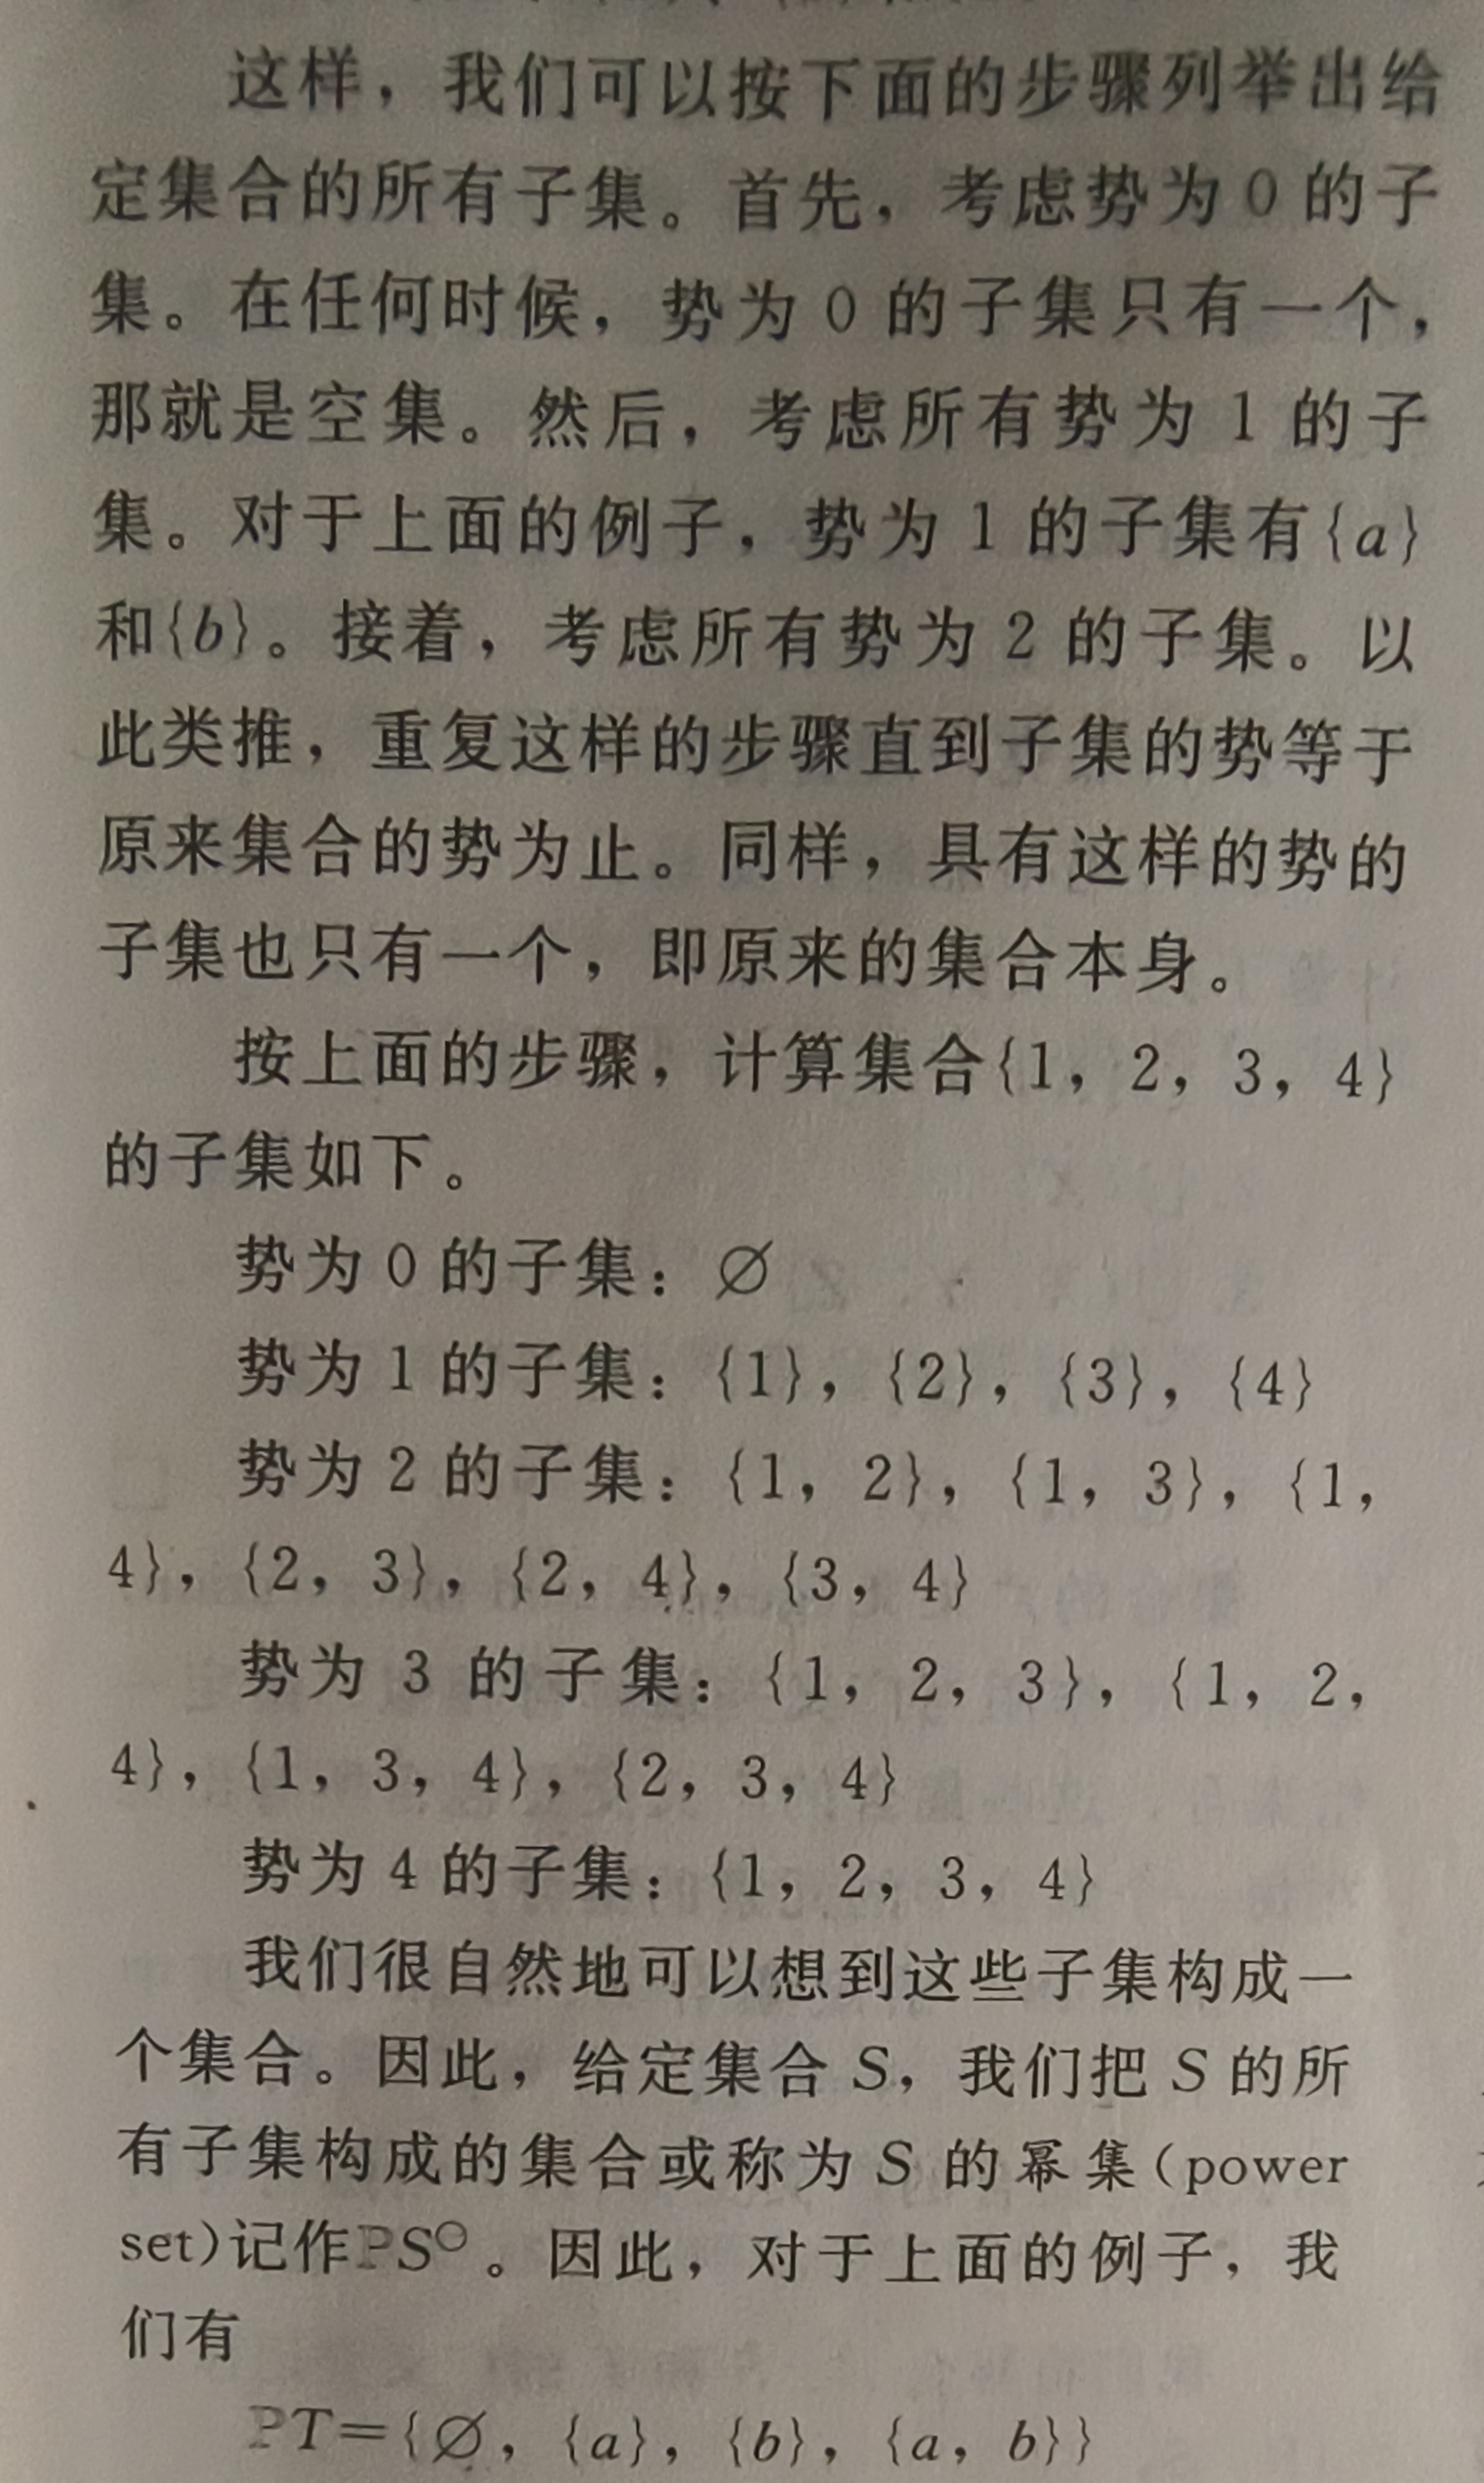 这样，我们可以按下面的步骤列举出给
定集合的所有子集。首先，考虑势为0的子
集。在任何时候，势为0的子集只有一个，
那就是空集。然后，考虑所有势为1的子
集。对于上面的例子，势为1的子集有{a}
和{b}。接着，考虑所有势为2的子集。以
此类推，重复这样的步骤直到子集的势等于
原来集合的势为止。同样，具有这样的势的
子集也只有一个，即原来的集合本身。
按上面的步骤，计算集合{1，2，3，4}
的子集如下。
势为0的子集：∅
势为1的子集：{1}，{2}，{3}，{4}
势为2的子集：{1，2}，{1，3}，{1，
4}，{2，3}，{2，4}，{3，4}
势为3的子集：{1，2，3}，{1，2，
4}，{1，3，4}，{2，3，4}
势为4的子集：{1，2，3，4}
我们很自然地可以想到这些子集构成一
个集合。因此，给定集合S，我们把S的所
有子集构成的集合或称为S的幂集(power
set)记作ℙS⊖。因此，对于上面的例子，我
们有
ℙT={∅，{a}，{b}，{a，b}}